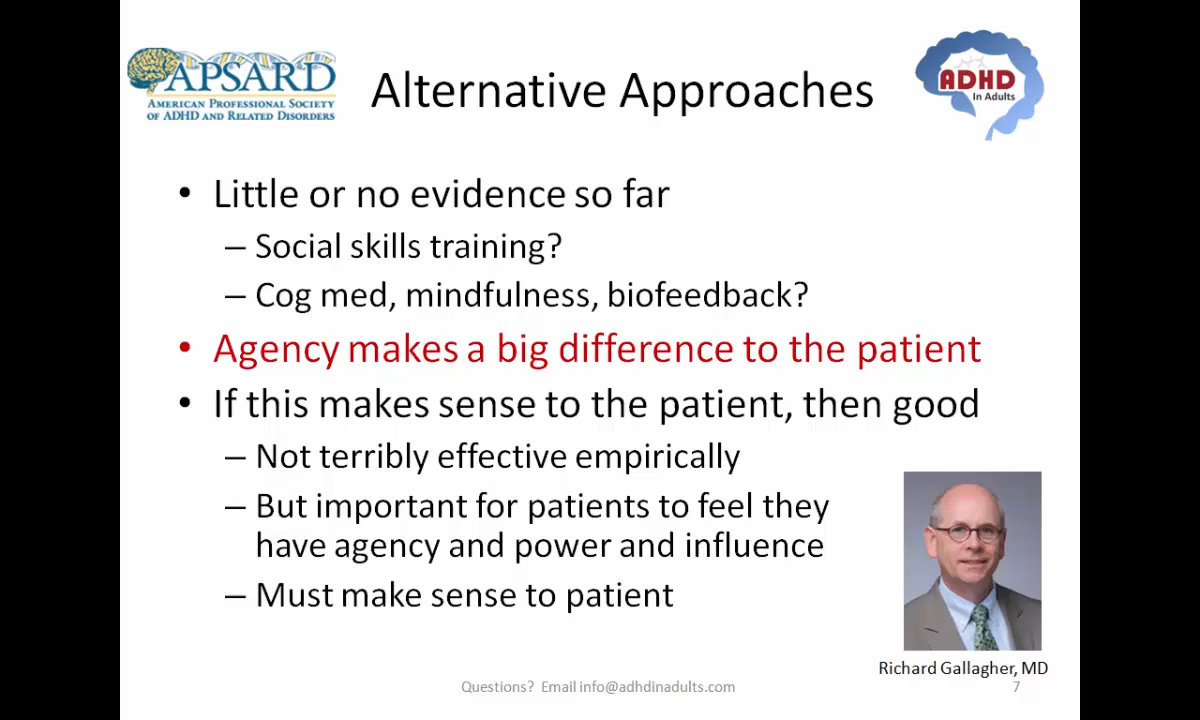 APSARD
AMERICAN PROFESSIONAL SOCIETY
OF ADHD AND RELATED DISORDERS
Alternative Approaches
ADHD
In Adults
• Little or no evidence so far
– Social skills training?
– Cog med, mindfulness, biofeedback?
• Agency makes a big difference to the patient
• If this makes sense to the patient, then good
– Not terribly effective empirically
– But important for patients to feel they
have agency and power and influence
– Must make sense to patient
Richard Gallagher, MD
Questions? Email info@adhdinadults.com
7